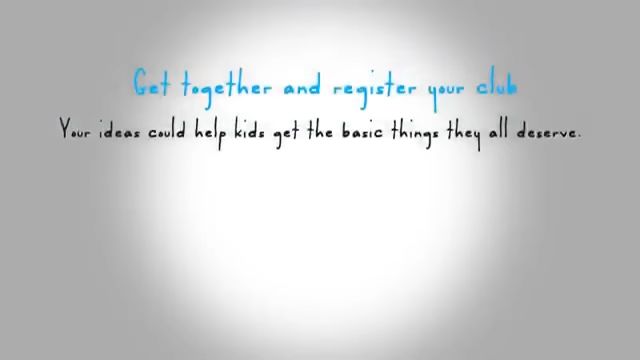 Get together and register your club
Your ideas could help kids get the basic things they all deserve.